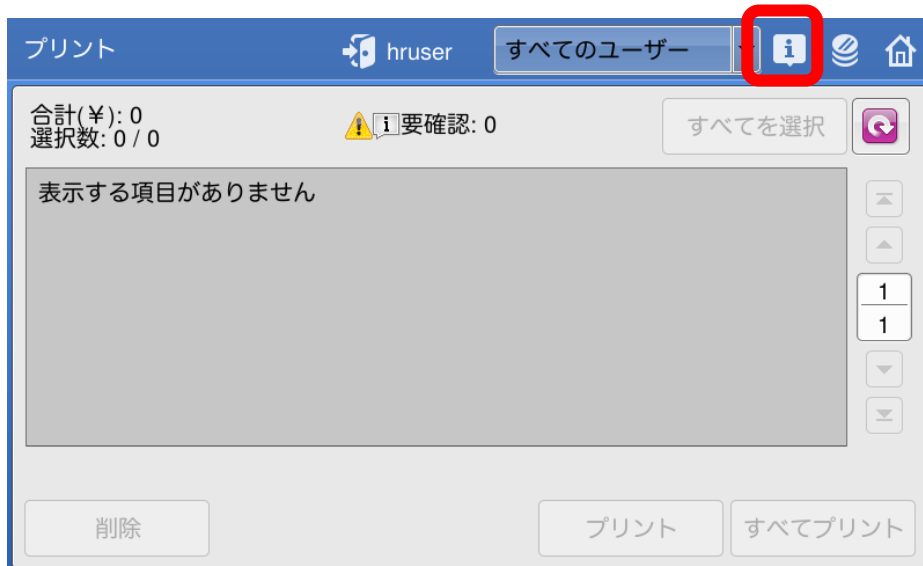 プリント
hruser
すべてのユーザー
合計(¥): 0
選択数: 0 / 0
要確認: 0
すべてを選択
表示する項目がありません
1
1
削除
プリント
すべてプリント